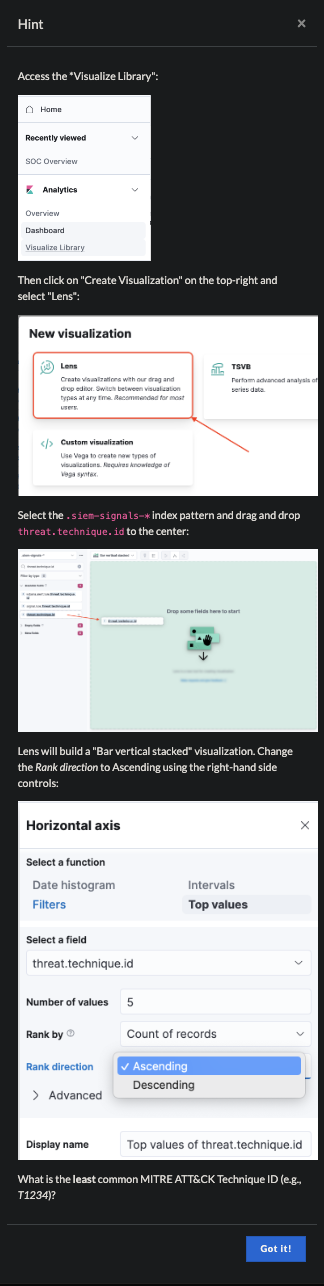 Hint
×
Access the "Visualize Library":
Home
Recently viewed
SOC Overview
Analytics
Overview
Dashboard
Visualize Library
Then click on "Create Visualization" on the top-right and
select "Lens":
New visualization
Lens
Create visualizations with our drag and
drop editor. Switch between visualization
types at any time. Recommended for most
users.
TSVB
Perform advanced analysis of
series data.
Custom visualization
Use Vega to create new types of
visualizations. Requires knowledge of
Vega syntax.
Select the .siem-signals-* index pattern and drag and drop
threat.technique.id to the center:
Drop some fields here to start
Lens will build a "Bar vertical stacked" visualization. Change
the Rank direction to Ascending using the right-hand side
controls:
Horizontal axis
Select a function
Date histogram
Intervals
Filters
Top values
Select a field
threat.technique.id
Number of values
5
Rank by
Count of records
Rank direction
✓ Ascending
Descending
Advanced
Display name
Top values of threat.technique.id
What is the least common MITRE ATT&CK Technique ID (e.g.,
T1234)?
Got it!